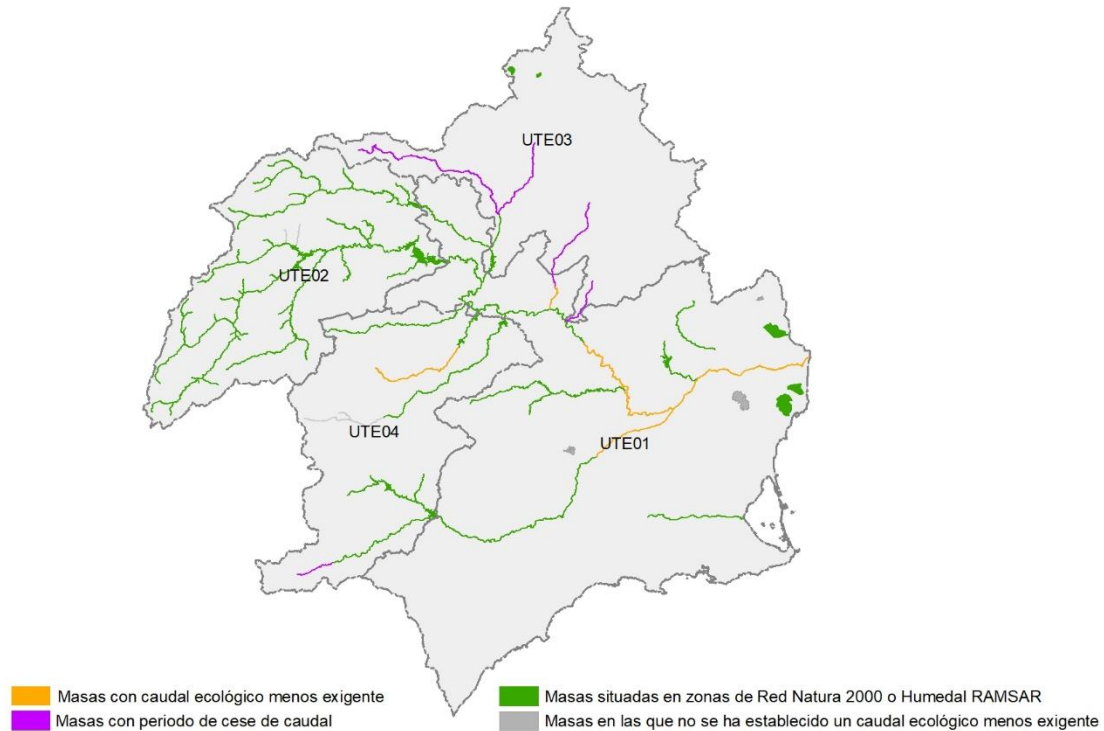 UTE03
UTE02
UTE04
UTE01
Masas con caudal ecológico menos exigente
Masas situadas en zonas de Red Natura 2000 o Humedal RAMSAR
Masas con periodo de cese de caudal
Masas en las que no se ha establecido un caudal ecológico menos exigente